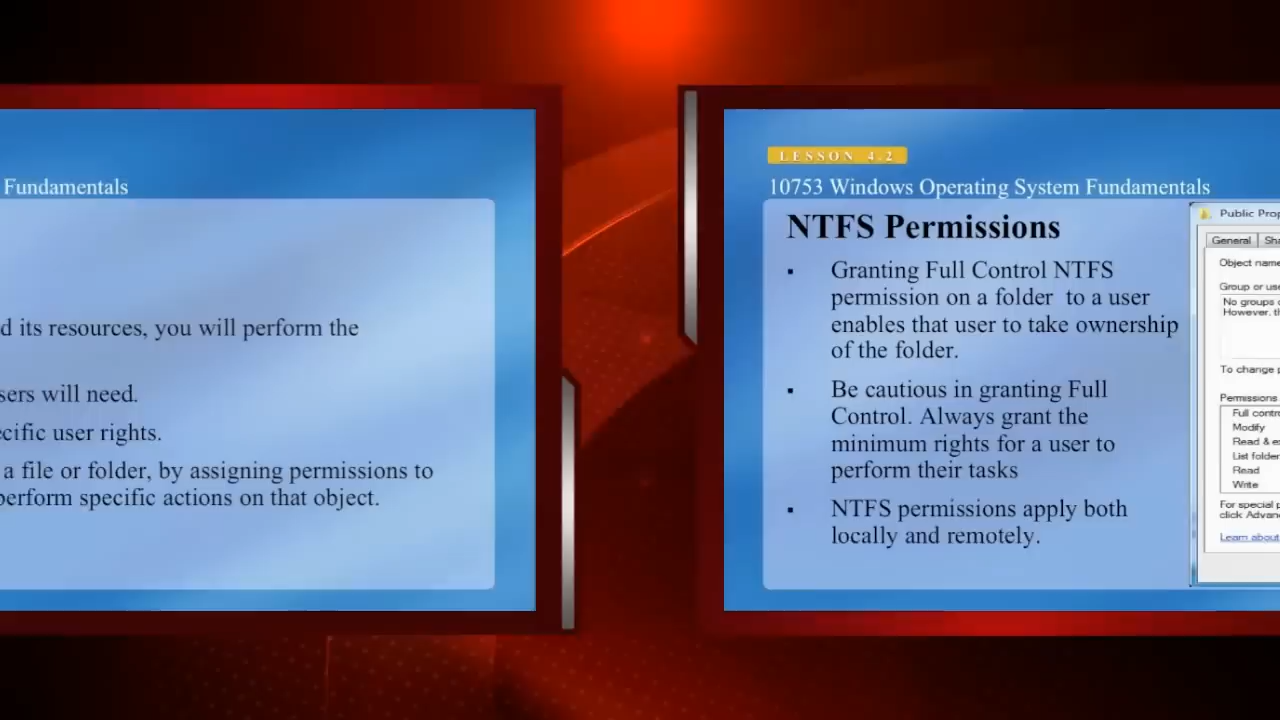 Fundamentals
d its resources, you will perform the
sers will need.
ecific user rights.
a file or folder, by assigning permissions to
perform specific actions on that object.
LESSON 4.2
10753 Windows Operating System Fundamentals
NTFS Permissions
▪ Granting Full Control NTFS
permission on a folder to a user
enables that user to take ownership
of the folder.
▪ Be cautious in granting Full
Control. Always grant the
minimum rights for a user to
perform their tasks
▪ NTFS permissions apply both
locally and remotely.
Public Prop
General Sha
Object name
Group or use
No groups o
However, th
To change p
Permissions
Full contro
Modify
Read & ex
List folder
Read
Write
For special p
click Advan
Learn about